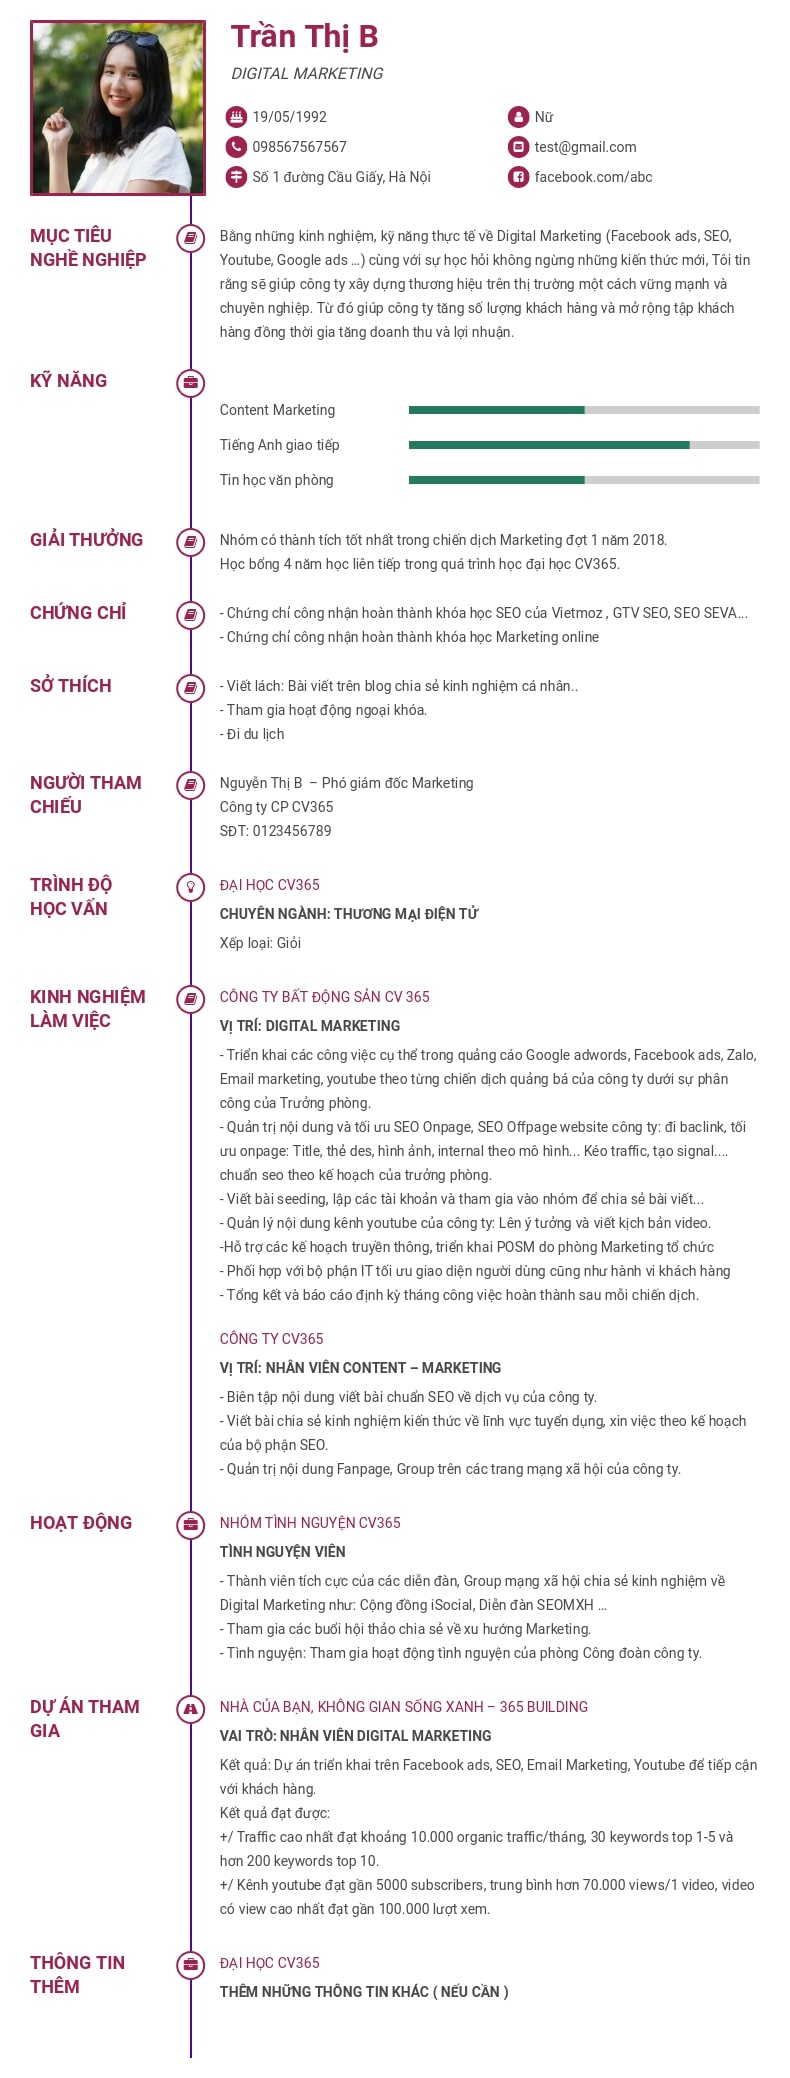 Trần Thị B
DIGITAL MARKETING
19/05/1992
Nữ
098567567567
test@gmail.com
Số 1 đường Cầu Giấy, Hà Nội
facebook.com/abc
MỤC TIÊU
NGHỀ NGHIỆP
Bằng những kinh nghiệm, kỹ năng thực tế về Digital Marketing (Facebook ads, SEO,
Youtube, Google ads ...) cùng với sự học hỏi không ngừng những kiến thức mới, Tôi tin
rằng sẽ giúp công ty xây dựng thương hiệu trên thị trường một cách vững mạnh và
chuyên nghiệp. Từ đó giúp công ty tăng số lượng khách hàng và mở rộng tập khách
hàng đồng thời gia tăng doanh thu và lợi nhuận.
KỸ NĂNG
Content Marketing
Tiếng Anh giao tiếp
Tin học văn phòng
GIẢI THƯỞNG
Nhóm có thành tích tốt nhất trong chiến dịch Marketing đợt 1 năm 2018.
Học bổng 4 năm học liên tiếp trong quá trình học đại học CV365.
CHỨNG CHỈ
- Chứng chỉ công nhận hoàn thành khóa học SEO của Vietmoz , GTV SEO, SEO SEVA...
- Chứng chỉ công nhận hoàn thành khóa học Marketing online
SỞ THÍCH
- Viết lách: Bài viết trên blog chia sẻ kinh nghiệm cá nhân..
- Tham gia hoạt động ngoại khóa.
- Đi du lịch
NGƯỜI THAM
CHIẾU
Nguyễn Thị B – Phó giám đốc Marketing
Công ty CP CV365
SĐT: 0123456789
TRÌNH ĐỘ
HỌC VẤN
ĐẠI HỌC CV365
CHUYÊN NGÀNH: THƯƠNG MẠI ĐIỆN TỬ
Xếp loại: Giỏi
KINH NGHIỆM
LÀM VIỆC
CÔNG TY BẤT ĐỘNG SẢN CV 365
VỊ TRÍ: DIGITAL MARKETING
- Triển khai các công việc cụ thể trong quảng cáo Google adwords, Facebook ads, Zalo,
Email marketing, youtube theo từng chiến dịch quảng bá của công ty dưới sự phân
công của Trưởng phòng.
- Quản trị nội dung và tối ưu SEO Onpage, SEO Offpage website công ty: đi baclink, tối
ưu onpage: Title, thẻ des, hình ảnh, internal theo mô hình... Kéo traffic, tạo signal....
chuẩn seo theo kế hoạch của trưởng phòng.
- Viết bài seeding, lập các tài khoản và tham gia vào nhóm để chia sẻ bài viết...
- Quản lý nội dung kênh youtube của công ty: Lên ý tưởng và viết kịch bản video.
-Hỗ trợ các kế hoạch truyền thông, triển khai POSM do phòng Marketing tổ chức
- Phối hợp với bộ phận IT tối ưu giao diện người dùng cũng như hành vi khách hàng
- Tổng kết và báo cáo định kỳ tháng công việc hoàn thành sau mỗi chiến dịch.
CÔNG TY CV365
VỊ TRÍ: NHÂN VIÊN CONTENT – MARKETING
- Biên tập nội dung viết bài chuẩn SEO về dịch vụ của công ty.
- Viết bài chia sẻ kinh nghiệm kiến thức về lĩnh vực tuyển dụng, xin việc theo kế hoạch
của bộ phận SEO.
- Quản trị nội dung Fanpage, Group trên các trang mạng xã hội của công ty.
HOẠT ĐỘNG
NHÓM TÌNH NGUYỆN CV365
TÌNH NGUYỆN VIÊN
- Thành viên tích cực của các diễn đàn, Group mạng xã hội chia sẻ kinh nghiệm về
Digital Marketing như: Cộng đồng iSocial, Diễn đàn SEOMXH ...
- Tham gia các buổi hội thảo chia sẻ về xu hướng Marketing.
- Tình nguyện: Tham gia hoạt động tình nguyện của phòng Công đoàn công ty.
DỰ ÁN THAM
GIA
NHÀ CỦA BẠN, KHÔNG GIAN SỐNG XANH – 365 BUILDING
VAI TRÒ: NHÂN VIÊN DIGITAL MARKETING
Kết quả: Dự án triển khai trên Facebook ads, SEO, Email Marketing, Youtube để tiếp cận
với khách hàng.
Kết quả đạt được:
+/ Traffic cao nhất đạt khoảng 10.000 organic traffic/tháng, 30 keywords top 1-5 và
hơn 200 keywords top 10.
+/ Kênh youtube đạt gần 5000 subscribers, trung bình hơn 70.000 views/1 video, video
có view cao nhất đạt gần 100.000 lượt xem.
THÔNG TIN
THÊM
ĐẠI HỌC CV365
THÊM NHỮNG THÔNG TIN KHÁC ( NẾU CẦN )